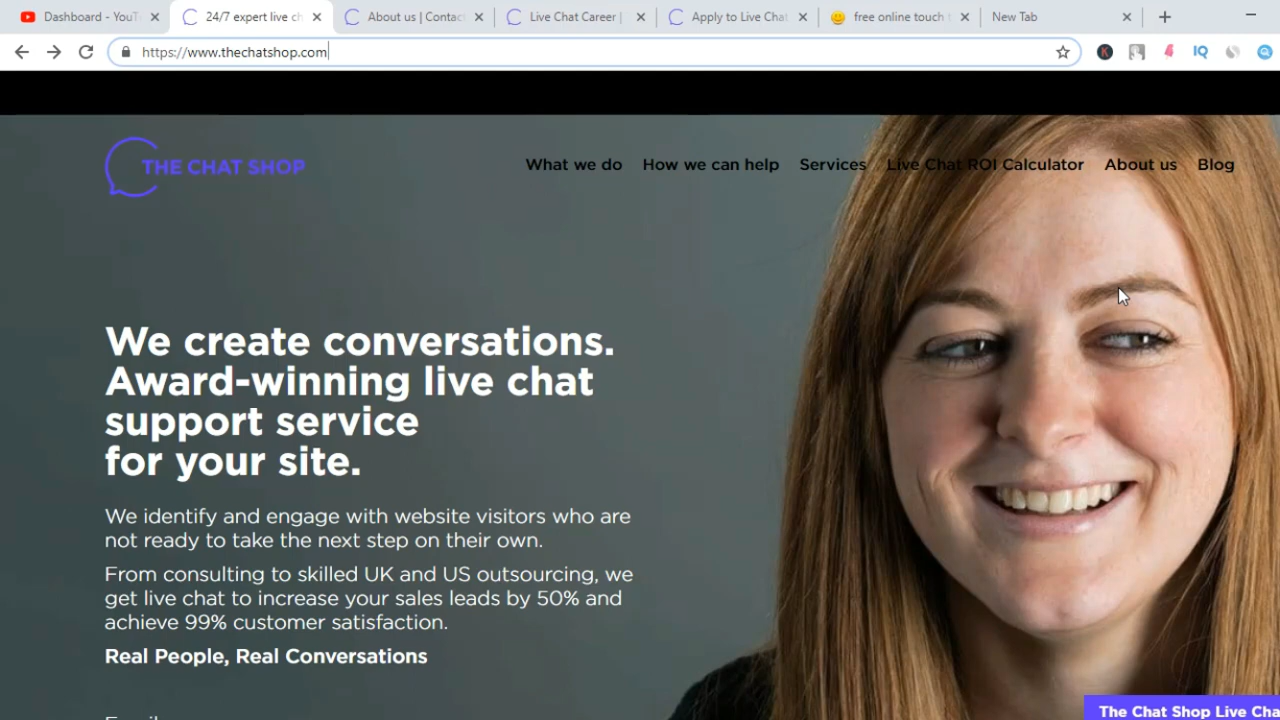 Dashboard - YouT
24/7 expert live ch
About us | Contac
Live Chat Career |
Apply to Live Chat
free online touch t
New Tab
https://www.thechatshop.com
K
IQ
THE CHAT SHOP
What we do
How we can help
Services
Live Chat ROI Calculator
About us
Blog
We create conversations.
Award-winning live chat
support service
for your site.
We identify and engage with website visitors who are
not ready to take the next step on their own.
From consulting to skilled UK and US outsourcing, we
get live chat to increase your sales leads by 50% and
achieve 99% customer satisfaction.
Real People, Real Conversations
Email
The Chat Shop Live Cha